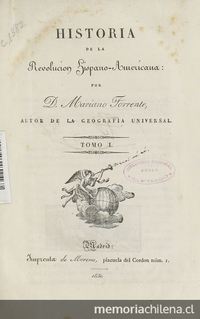 HISTORIA
DE LA
Revolucion Hispano-Americana:
POR
D. Mariano Torrente,
AUTOR DE LA GEOGRAFIA UNIVERSAL.
TOMO I.
Madrid:
Imprenta de Moreno, plazuela del Cordon núm. 1.
memoriachilena.cl